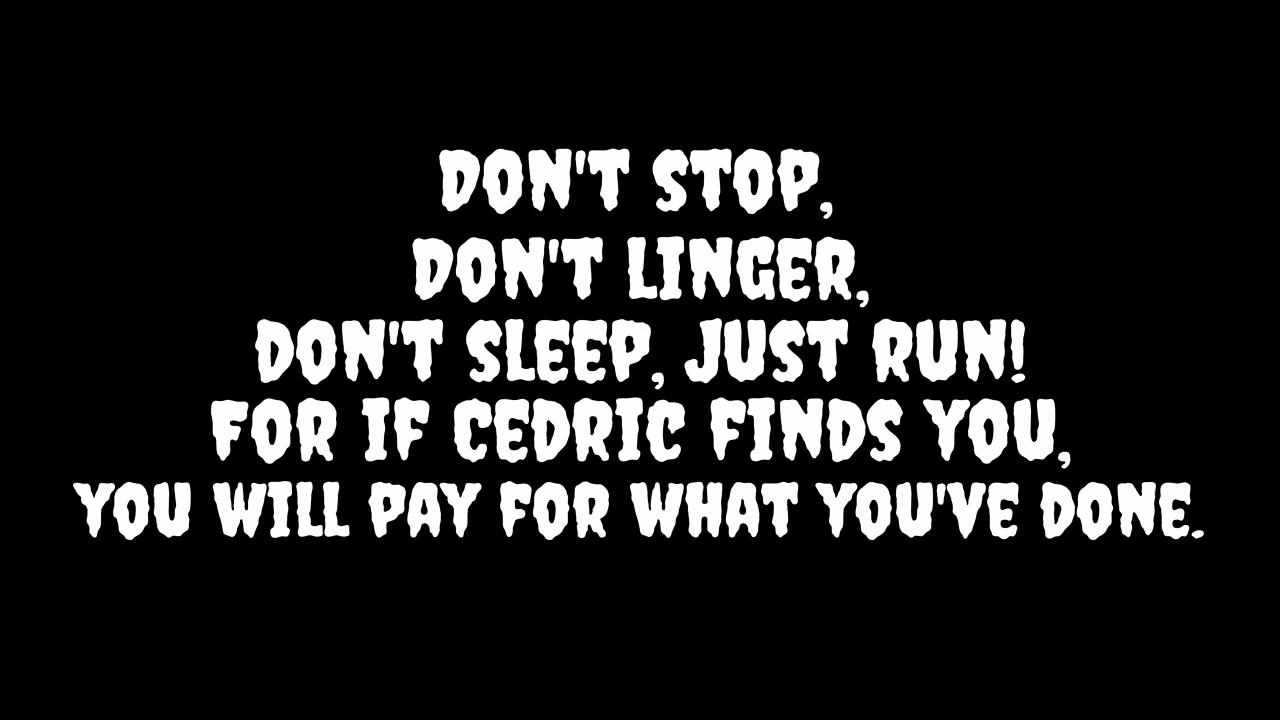 DON'T STOP,
DON'T LINGER,
DON'T SLEEP, JUST RUN!
FOR IF CEDRIC FINDS YOU,
YOU WILL PAY FOR WHAT YOU'VE DONE.